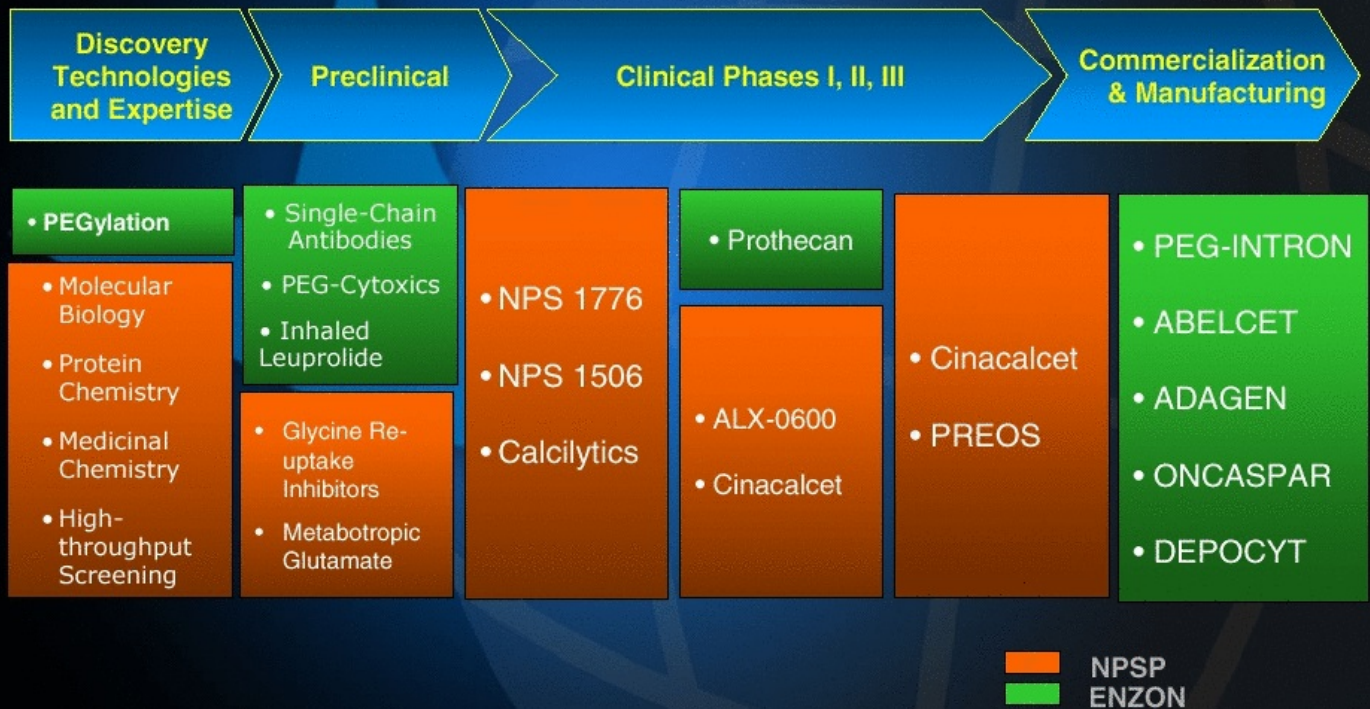 Discovery
Technologies
and Expertise
Preclinical
Clinical Phases I, II, III
Commercialization
& Manufacturing
• PEGylation
• Molecular
Biology
• Protein
Chemistry
• Medicinal
Chemistry
• High-
throughput
Screening
• Single-Chain
Antibodies
• PEG-Cytoxics
• Inhaled
Leuprolide
• Glycine Re-
uptake
Inhibitors
• Metabotropic
Glutamate
• NPS 1776
• NPS 1506
• Calcilytics
• Prothecan
• ALX-0600
• Cinacalcet
• Cinacalcet
• PREOS
• PEG-INTRON
• ABELCET
• ADAGEN
• ONCASPAR
• DEPOCYT
NPSP
ENZON